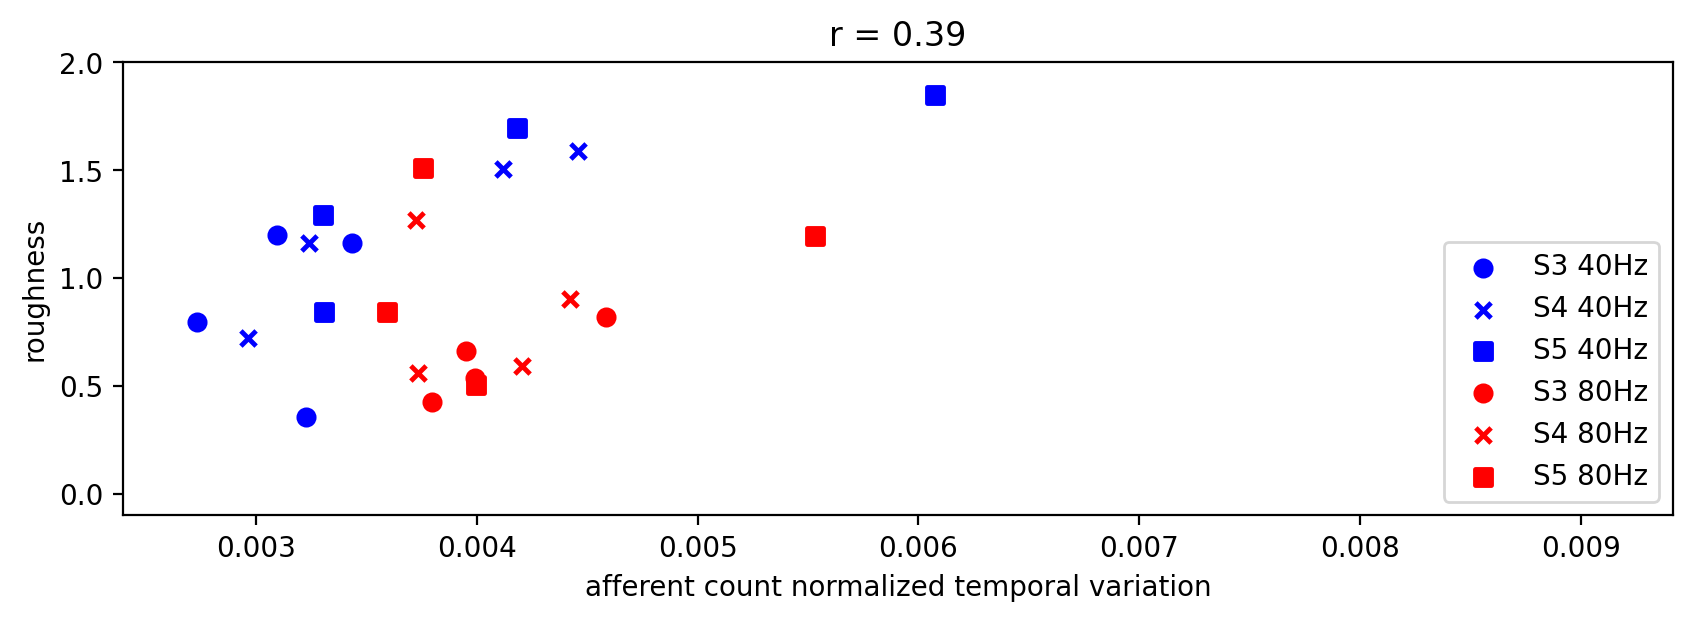 r = 0.39
2.0
1.5
1.0
0.5
0.0
roughness
S3 40Hz
S4 40Hz
S5 40Hz
S3 80Hz
S4 80Hz
S5 80Hz
0.003 0.004 0.005 0.006 0.007 0.008 0.009
afferent count normalized temporal variation